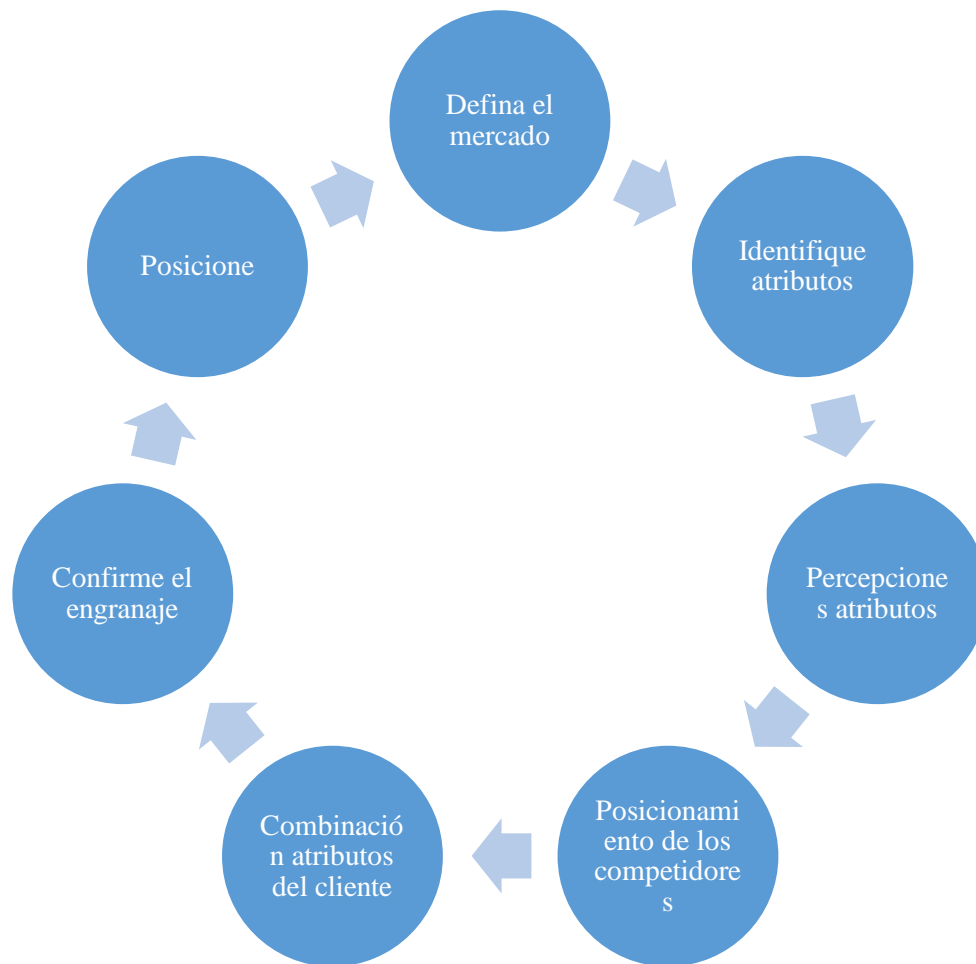 Defina el
mercado
Identifique
atributos
Percepcione
s atributos
Posicionami
ento de los
competidore
s
Combinació
n atributos
del cliente
Confirme el
engranaje
Posicione